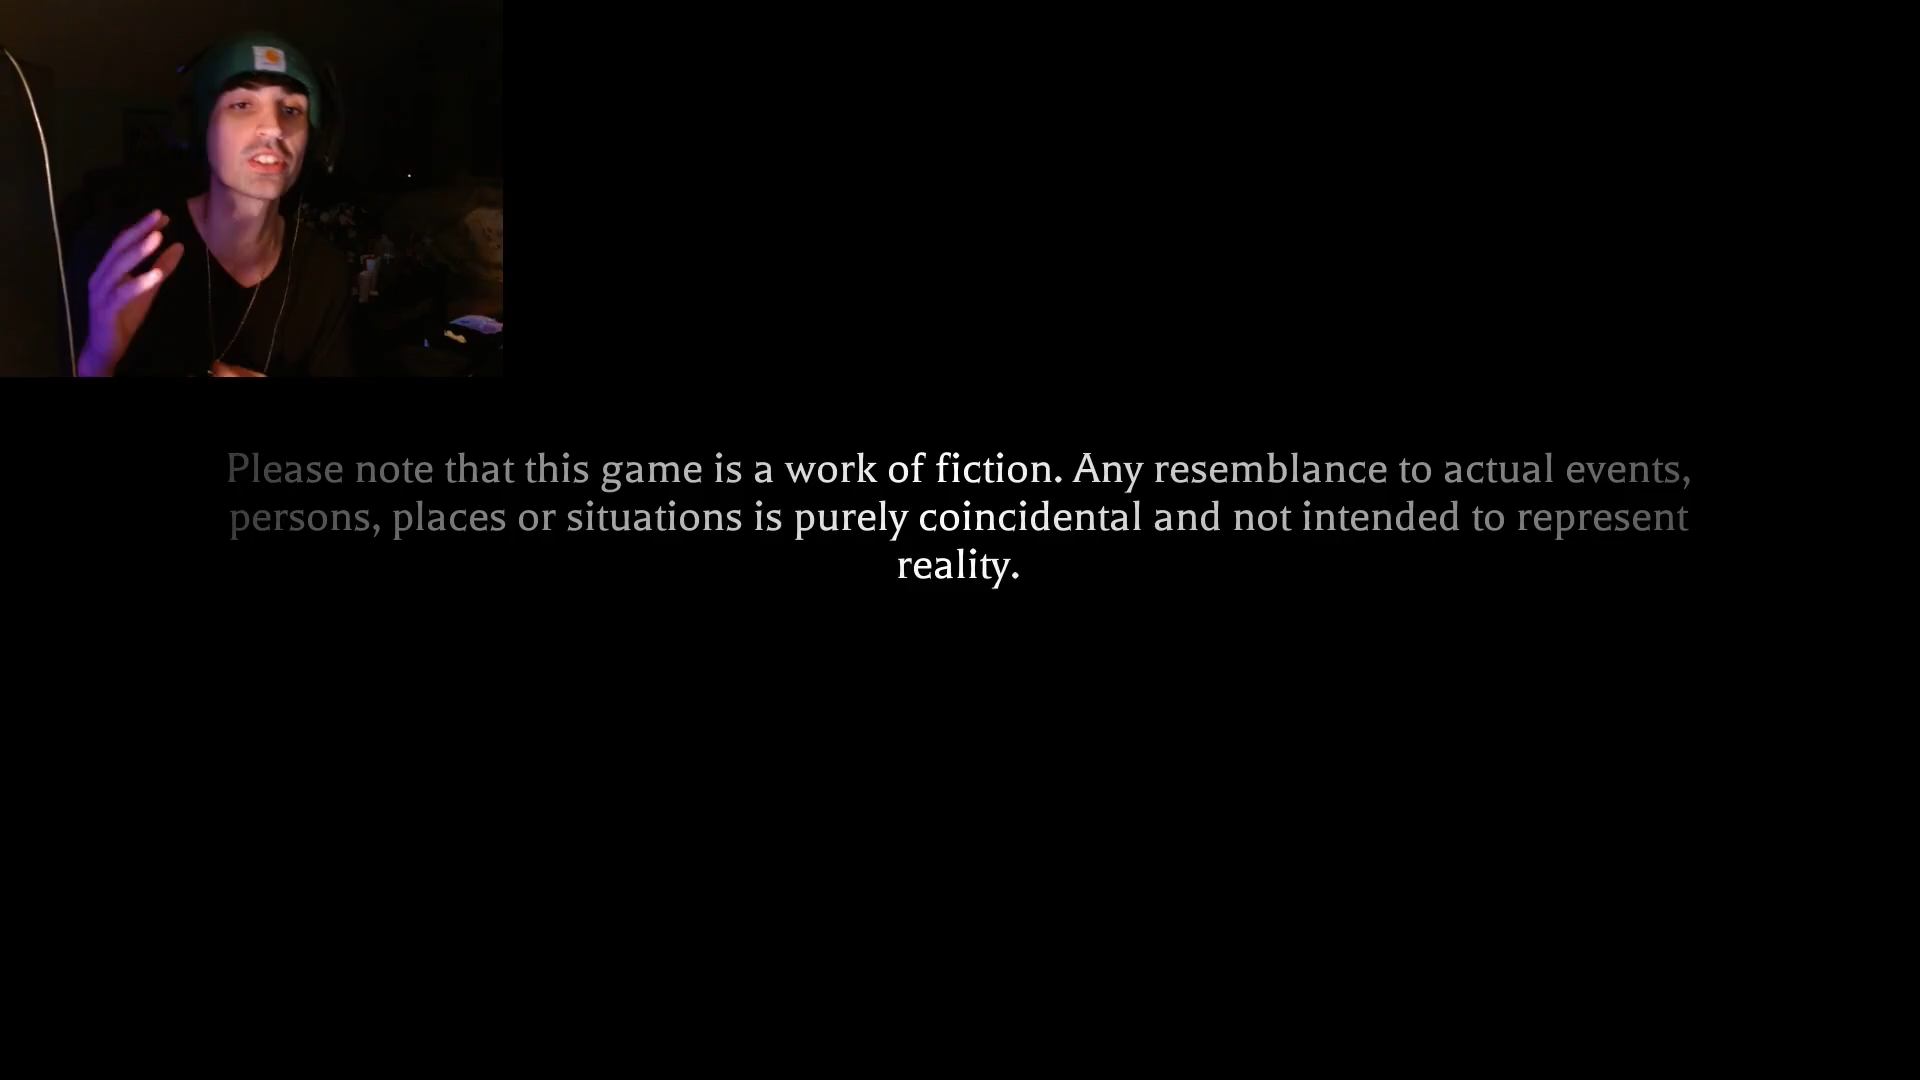 Please note that this game is a work of fiction. Any resemblance to actual events,
persons, places or situations is purely coincidental and not intended to represent
reality.